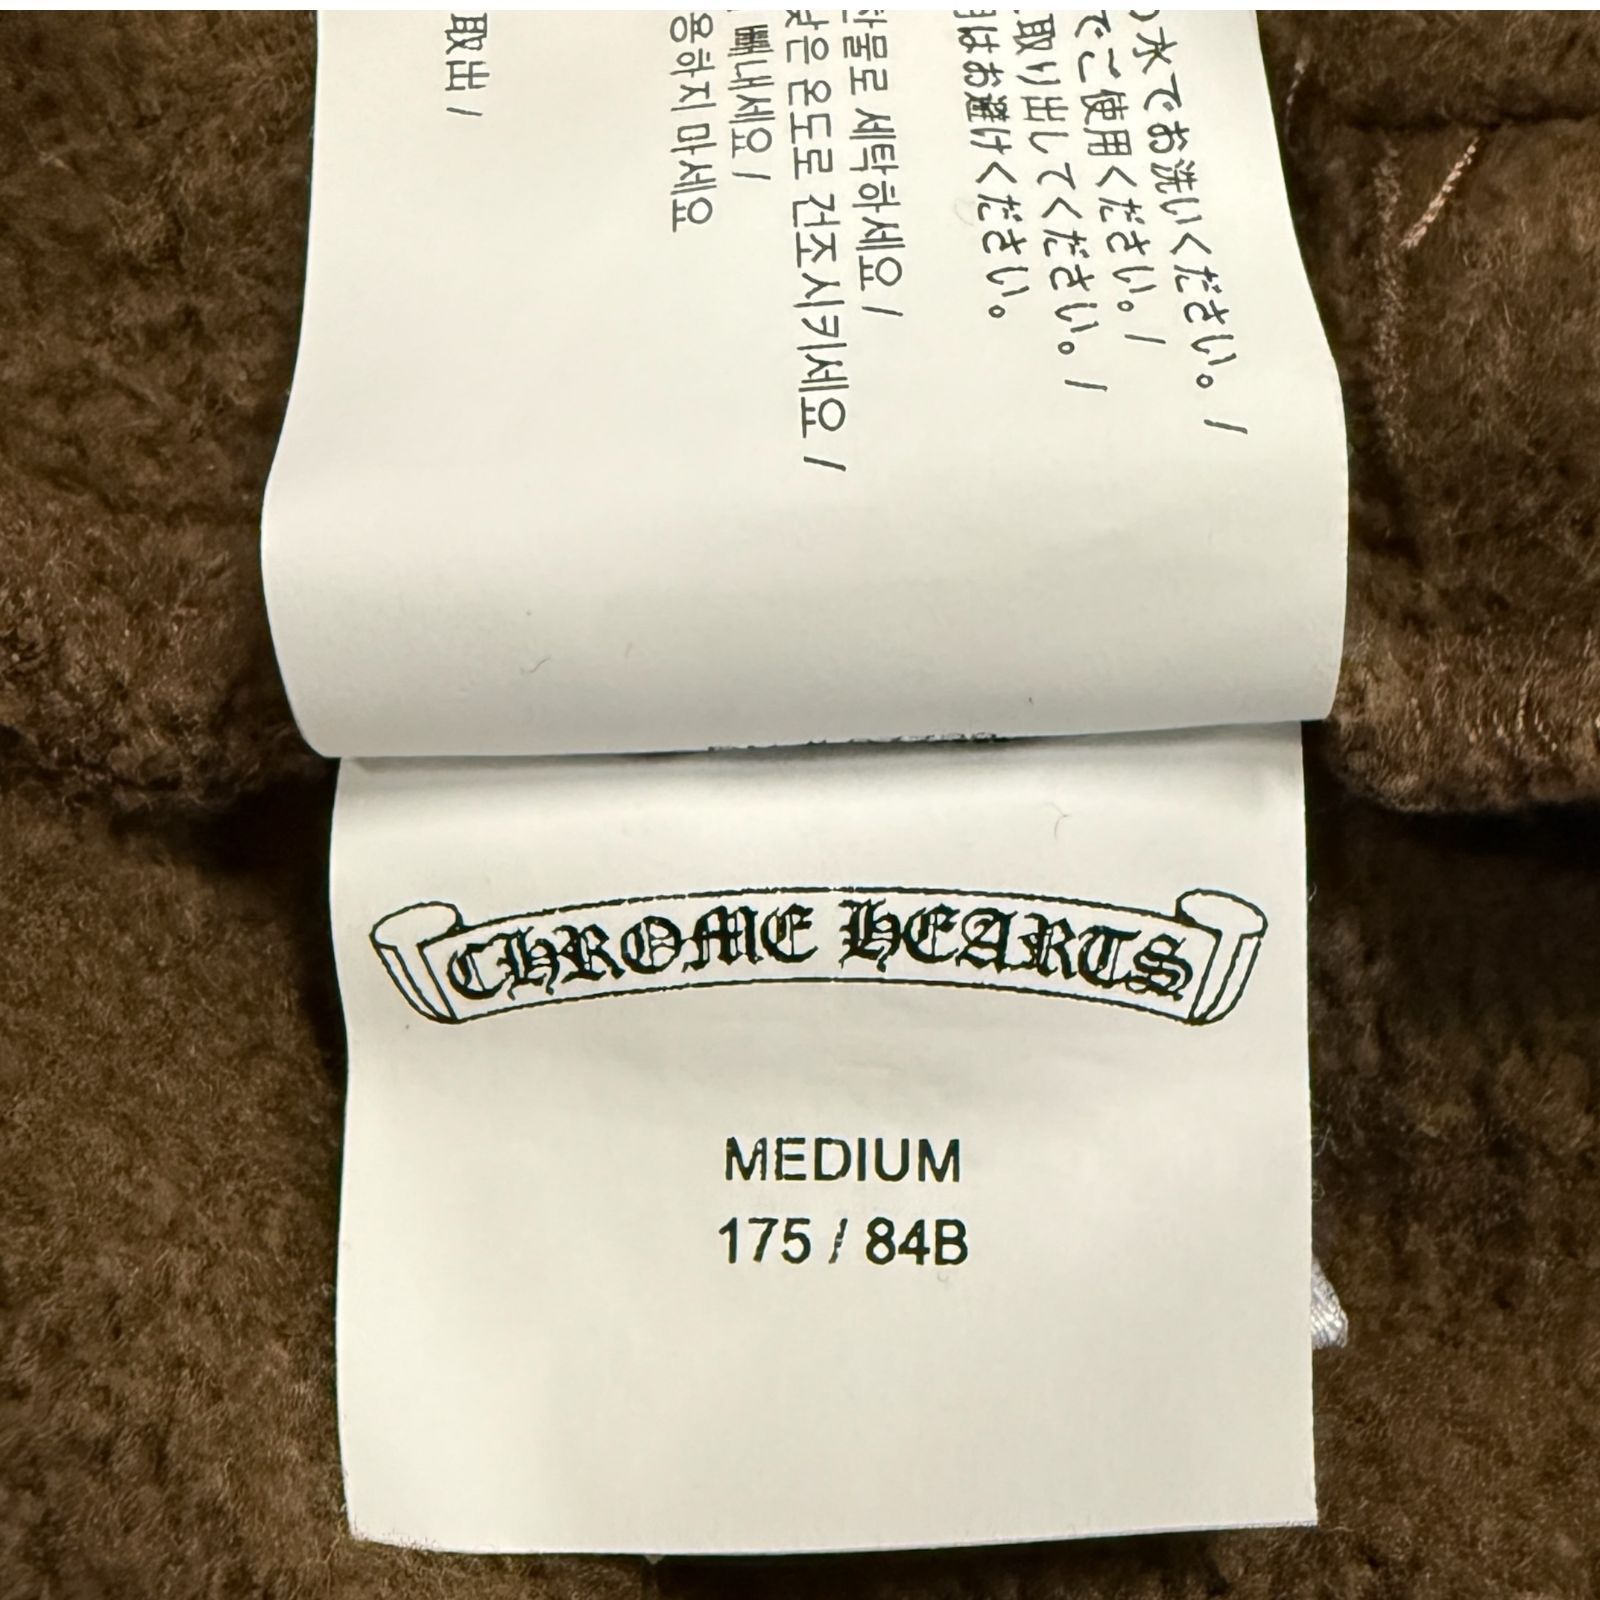 水でお洗いください。 /
でご使用ください。 /
取り出してください。 /
はお避けください。
물로 세탁하세요 /
낮은 온도로 건조시키세요 /
빼내세요 /
용하지 마세요
取出 /
CHROME HEARTS
MEDIUM
175 / 84B